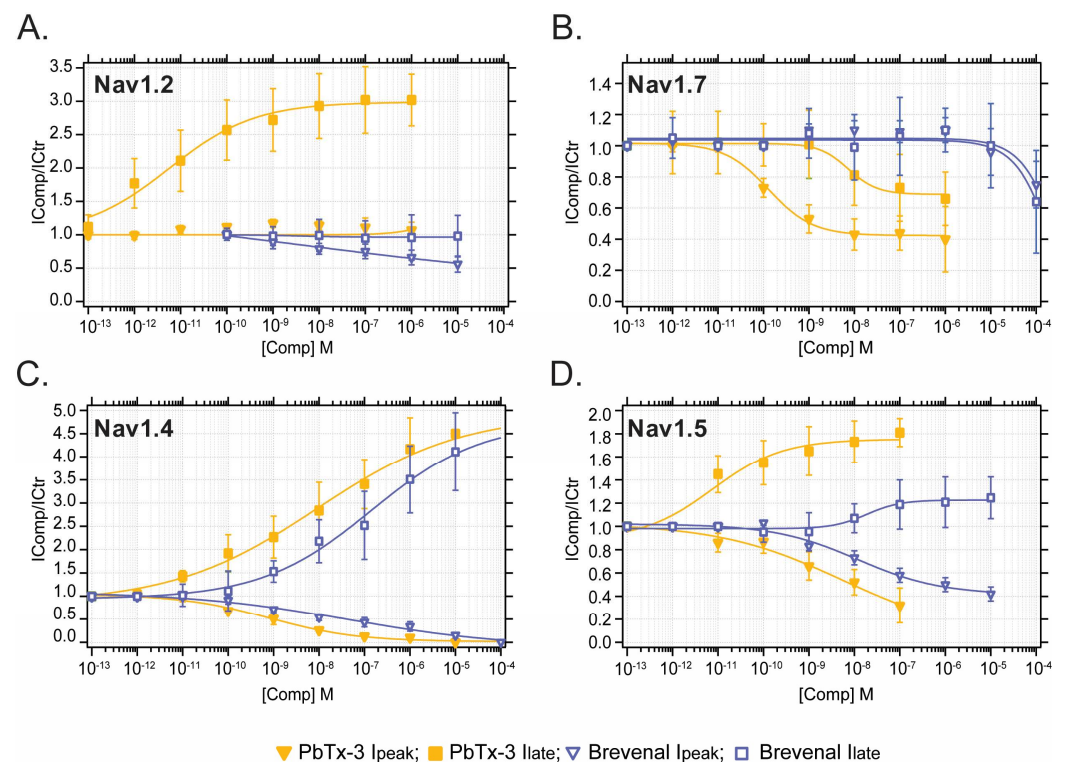 A.
Nav1.2
IComp/ICtr
3.5
3.0
2.5
2.0
1.5
1.0
0.5
0.0
10-13 10-12 10-11 10-10 10-9 10-8 10-7 10-6 10-5 10-4
[Comp] M
B.
Nav1.7
IComp/ICtr
1.4
1.2
1.0
0.8
0.6
0.4
0.2
0.0
10-13 10-12 10-11 10-10 10-9 10-8 10-7 10-6 10-5 10-4
[Comp] M
C.
Nav1.4
IComp/ICtr
5.0
4.5
4.0
3.0
2.5
2.0
1.5
1.0
0.5
0.0
10-13 10-12 10-11 10-10 10-9 10-8 10-7 10-6 10-5 10-4
[Comp] M
D.
Nav1.5
IComp/ICtr
2.0
1.8
1.6
1.4
1.2
1.0
0.8
0.6
0.4
0.2
0.0
10-13 10-12 10-11 10-10 10-9 10-8 10-7 10-6 10-5 10-4
[Comp] M
PbTx-3 Ipeak; PbTx-3 Ilate; Brevenal Ipeak; Brevenal Ilate